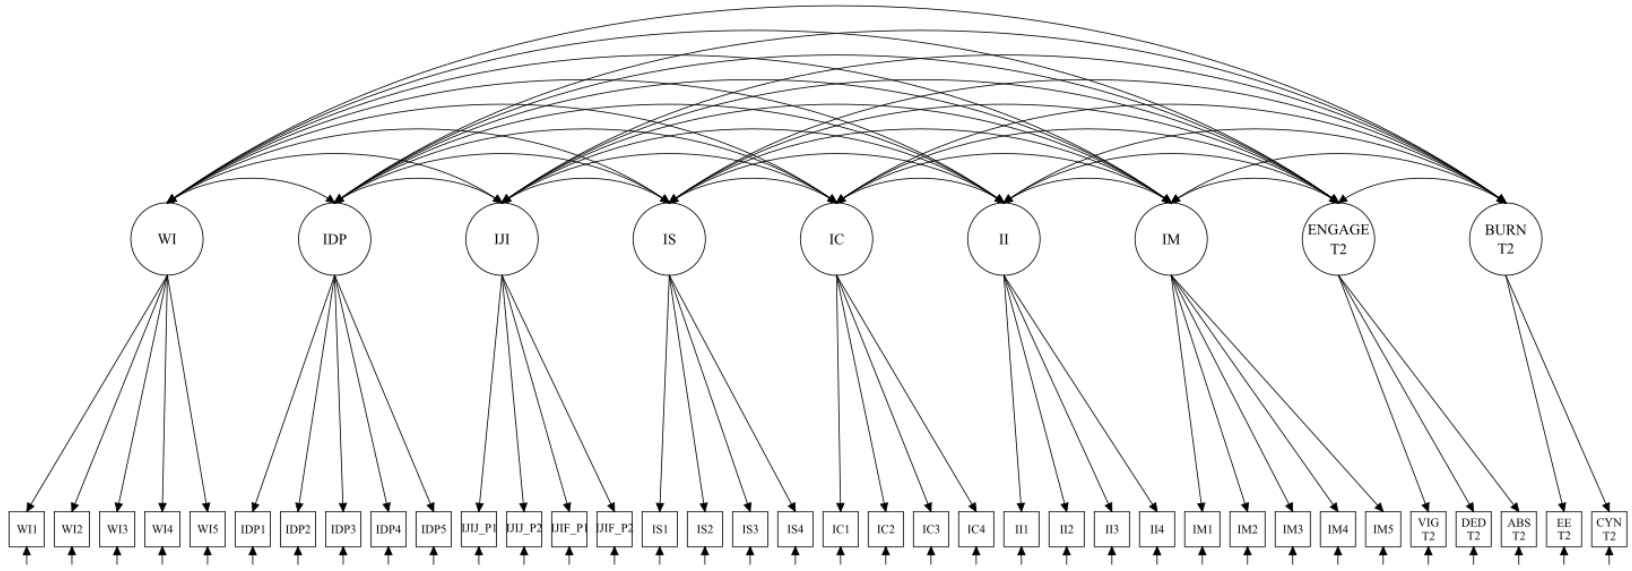 WI
IDP
IJI
IS
IC
II
IM
ENGAGE
T2
BURN
T2
WI1
WI2
WI3
WI4
WI5
IDP1
IDP2
IDP3
IDP4
IDP5
IJIJ_P1
IJIJ_P2
IJIF_P1
IJIF_P2
IS1
IS2
IS3
IS4
IC1
IC2
IC3
IC4
II1
II2
II3
II4
IM1
IM2
IM3
IM4
IM5
VIG
T2
DED
T2
ABS
T2
EE
T2
CYN
T2